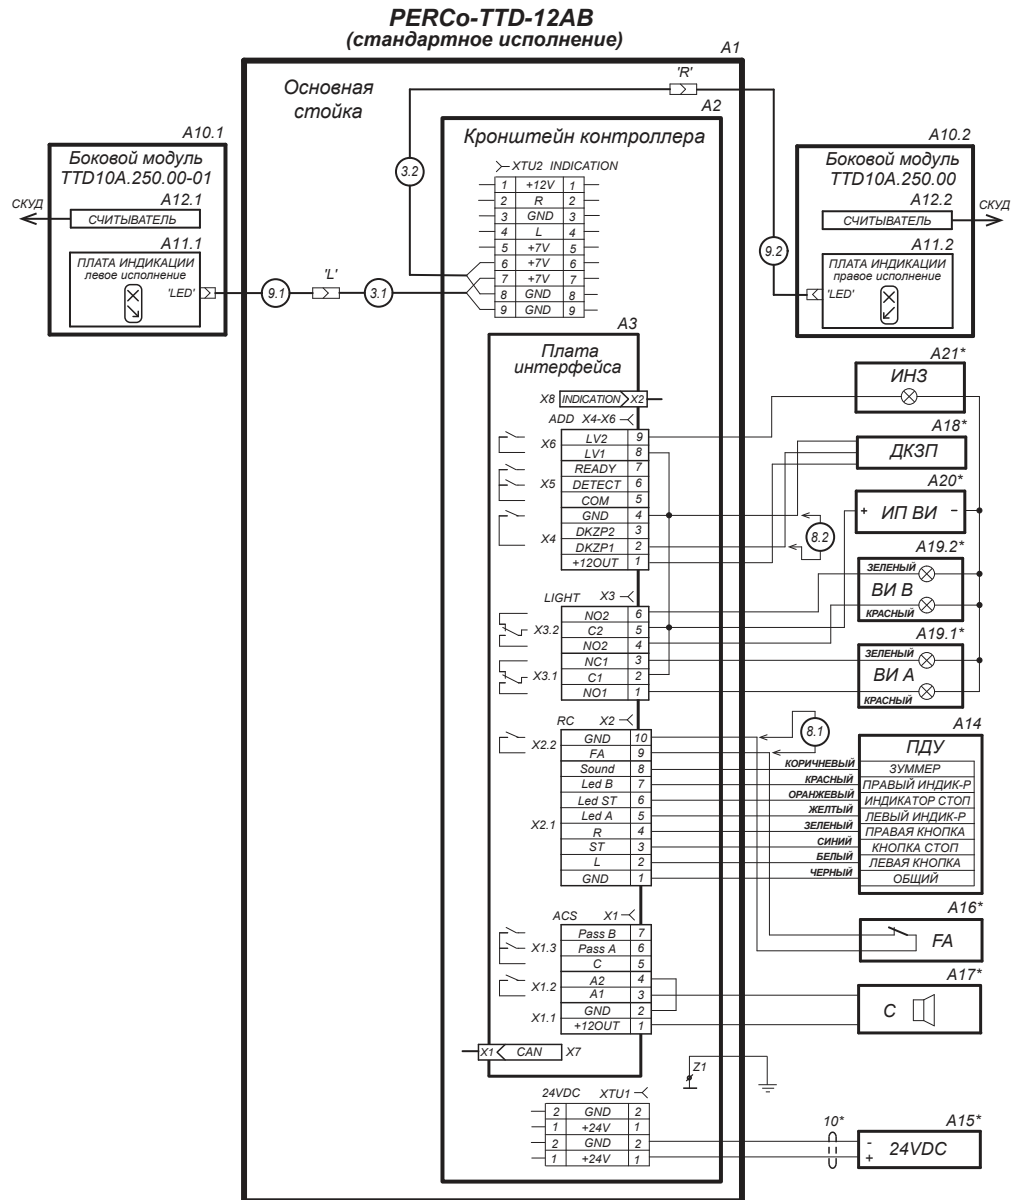 PERCo-TTD-12AB
(стандартное исполнение)
A1
Основная
стойка
'R'
A2
Кронштейн контроллера
XTU2 INDICATION
1 +12V 1
2 R 2
3 GND 3
4 L 4
5 +7V 5
6 +7V 6
7 +7V 7
8 GND 8
9 GND 9
3.2
A10.1
Боковой модуль
TTD10A.250.00-01
СКУД
A12.1
СЧИТЫВАТЕЛЬ
A11.1
ПЛАТА ИНДИКАЦИИ
левое исполнение
'LED'
9.1
'L'
3.1
A10.2
Боковой модуль
TTD10A.250.00
A12.2
СКУД
СЧИТЫВАТЕЛЬ
A11.2
ПЛАТА ИНДИКАЦИИ
правое исполнение
'LED'
9.2
A3
Плата
интерфейса
X8 INDICATION X2
ADD X4-X6
X6
LV2 9
LV1 8
X5
READY 7
DETECT 6
COM 5
X4
GND 4
DKZP2 3
DKZP1 2
+12OUT 1
LIGHT X3
X3.2
NO2 6
C2 5
NO2 4
X3.1
NC1 3
C1 2
NO1 1
RC X2
X2.2
GND 10
FA 9
X2.1
Sound 8
Led B 7
Led ST 6
Led A 5
R 4
ST 3
L 2
GND 1
ACS X1
X1.3
Pass B 7
Pass A 6
C 5
X1.2
A2 4
A1 3
X1.1
GND 2
+12OUT 1
X1 CAN X7
Z1
24VDC XTU1
2 GND 2
1 +24V 1
2 GND 2
1 +24V 1
A21*
ИНЗ
A18*
ДКЗП
A20*
+ ИП ВИ -
8.2
A19.2*
ЗЕЛЕНЫЙ
ВИ В
КРАСНЫЙ
A19.1*
ЗЕЛЕНЫЙ
ВИ А
КРАСНЫЙ
8.1
A14
ПДУ
КОРИЧНЕВЫЙ ЗУММЕР
КРАСНЫЙ ПРАВЫЙ ИНДИК-Р
ОРАНЖЕВЫЙ ИНДИКАТОР СТОП
ЖЕЛТЫЙ ЛЕВЫЙ ИНДИК-Р
ЗЕЛЕНЫЙ ПРАВАЯ КНОПКА
СИНИЙ КНОПКА СТОП
БЕЛЫЙ ЛЕВАЯ КНОПКА
ЧЕРНЫЙ ОБЩИЙ
A16*
FA
A17*
C
10*
A15*
- +
24VDC